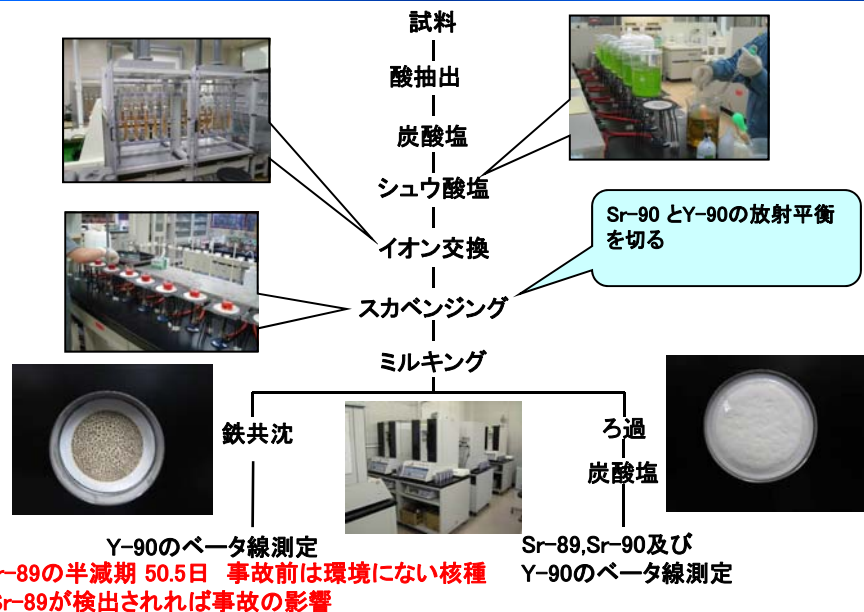 試料
酸抽出
炭酸塩
シュウ酸塩
イオン交換
Sr-90 とY-90の放射平衡
を切る
スカベンジング
ミルキング
鉄共沈
ろ過
炭酸塩
Y-90のベータ線測定
Sr-89,Sr-90及び
Y-90のベータ線測定
r-89の半減期 50.5日 事故前は環境にない核種
Sr-89が検出されれば事故の影響